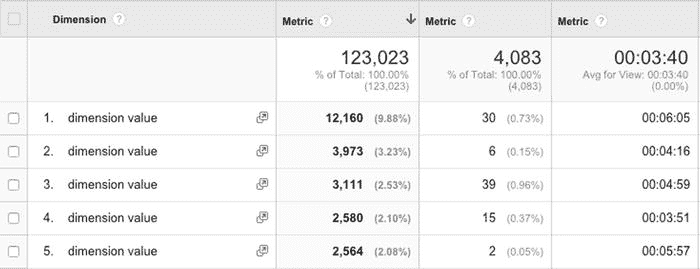 Dimension ? Metric ? Metric ? Metric ?
123,023 4,083 00:03:40
% of Total: 100.00% % of Total: 100.00% Avg for View: 00:03:40
(123,023) (4,083) (0.00%)
1. dimension value 12,160 (9.88%) 30 (0.73%) 00:06:05
2. dimension value 3,973 (3.23%) 6 (0.15%) 00:04:16
3. dimension value 3,111 (2.53%) 39 (0.96%) 00:04:59
4. dimension value 2,580 (2.10%) 15 (0.37%) 00:03:51
5. dimension value 2,564 (2.08%) 2 (0.05%) 00:05:57